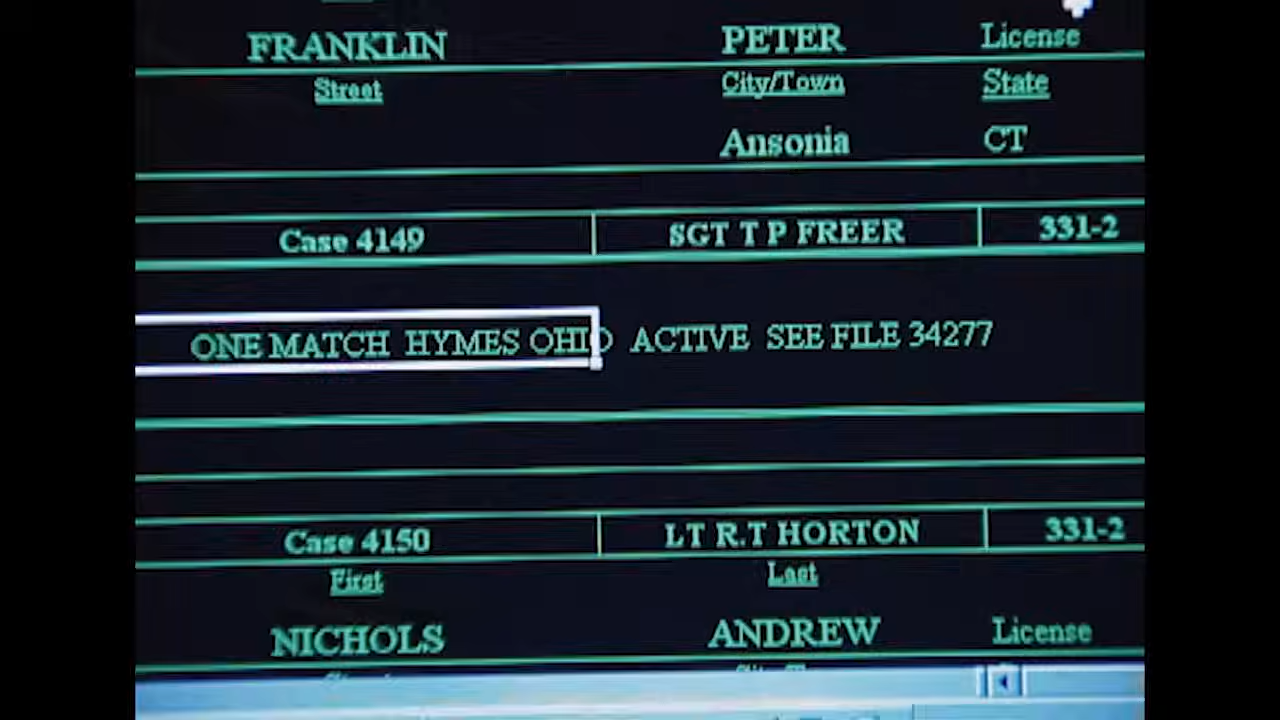 FRANKLIN PETER License
Street City/Town State
Ansonia CT
Case 4149 SGT T P FREER 331-2
ONE MATCH HYMES OHIO ACTIVE SEE FILE 34277
Case 4150 LT R.T HORTON 331-2
First Last
NICHOLS ANDREW License